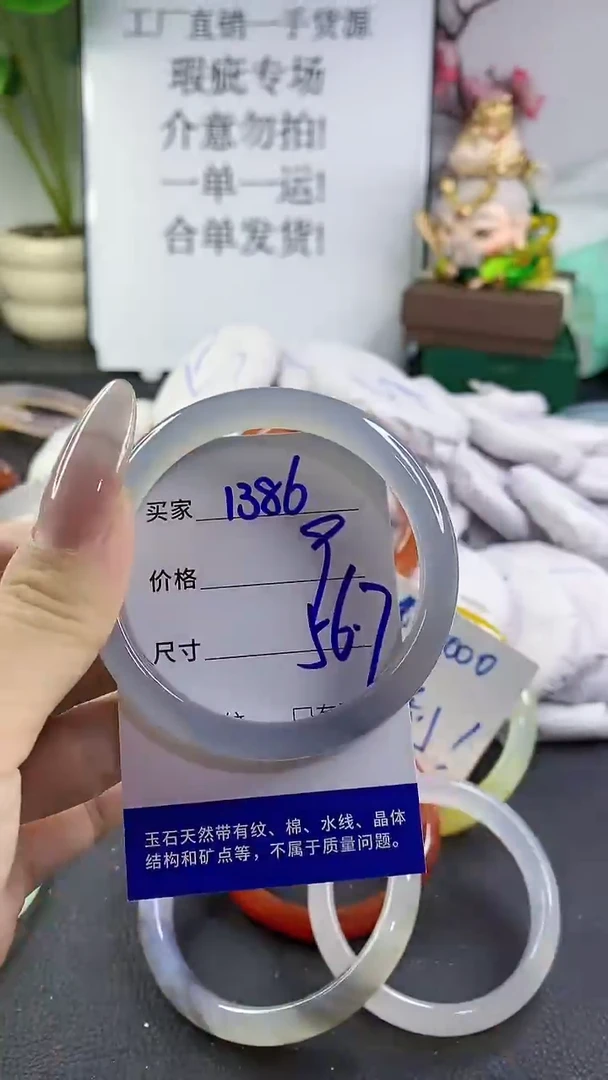 工厂直销一手货源
瑕疵专场
介意勿拍!
一单一运!
合单发货!
买家 1386
价格
尺寸 56.7
玉石天然带有纹、棉、水线、晶体
结构和矿点等，不属于质量问题。